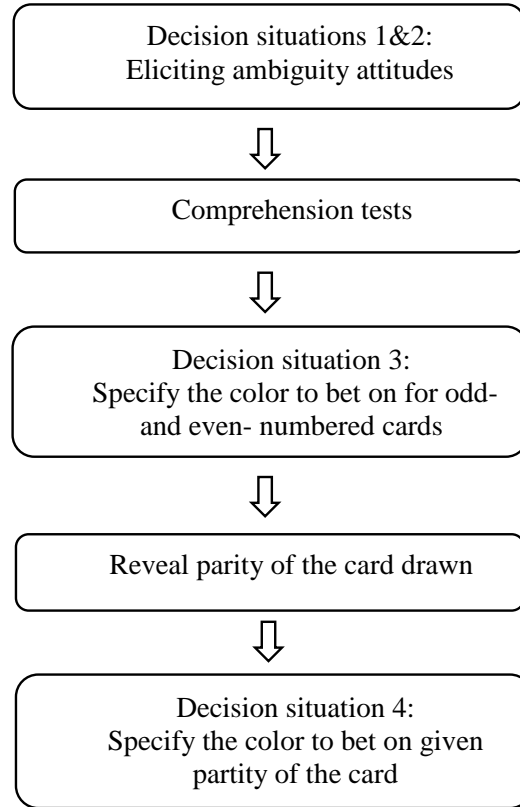 Decision situations 1&2:
Eliciting ambiguity attitudes
Comprehension tests
Decision situation 3:
Specify the color to bet on for odd-
and even- numbered cards
Reveal parity of the card drawn
Decision situation 4:
Specify the color to bet on given
partity of the card